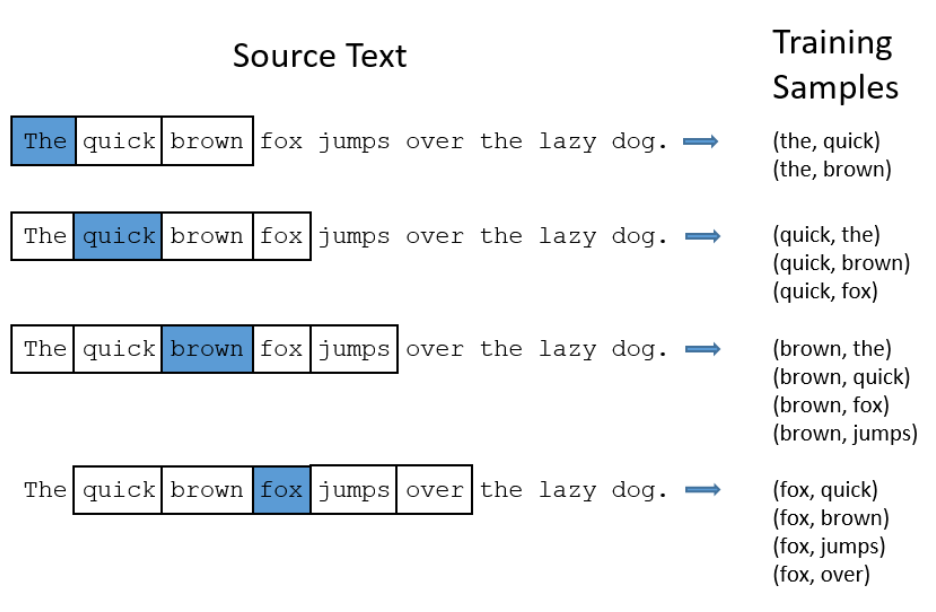 Source Text
Training
Samples
The quick brown fox jumps over the lazy dog.
(the, quick)
(the, brown)
The quick brown fox jumps over the lazy dog.
(quick, the)
(quick, brown)
(quick, fox)
The quick brown fox jumps over the lazy dog.
(brown, the)
(brown, quick)
(brown, fox)
(brown, jumps)
The quick brown fox jumps over the lazy dog.
(fox, quick)
(fox, brown)
(fox, jumps)
(fox, over)